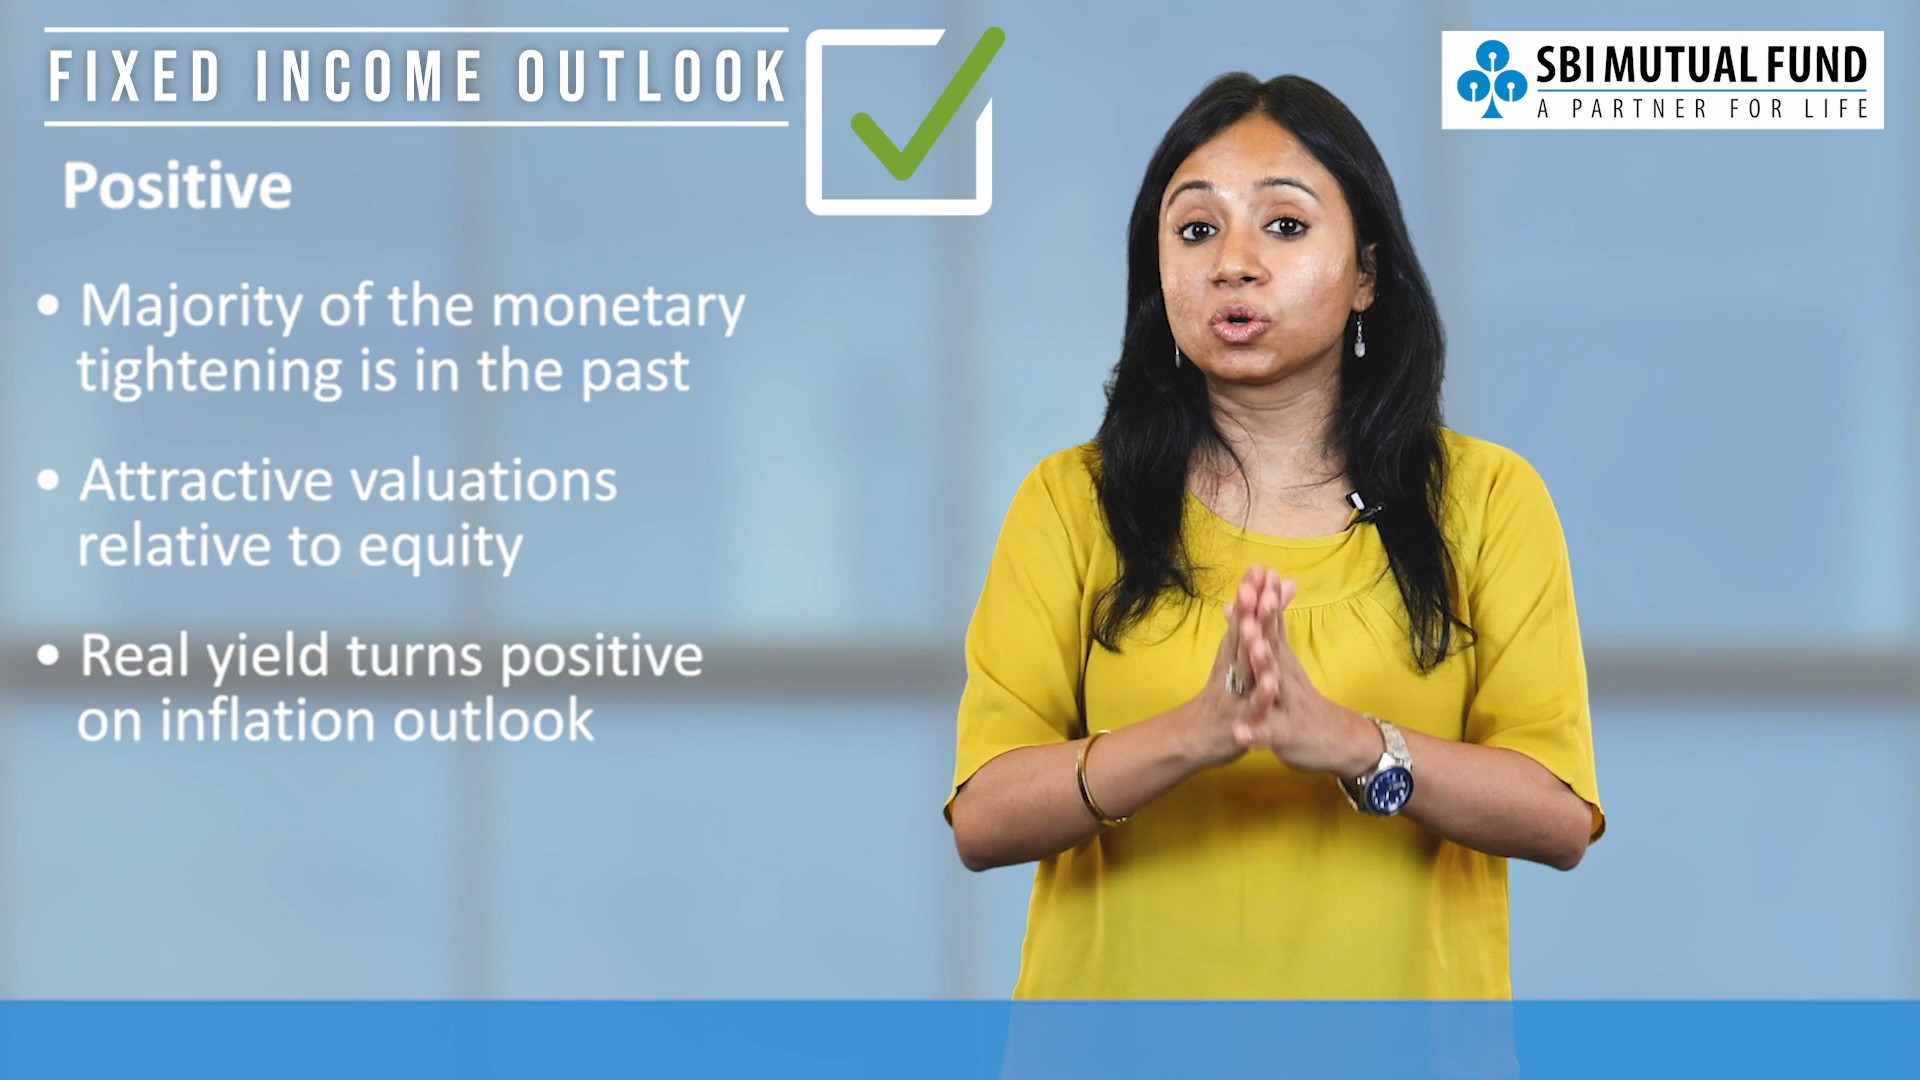 FIXED INCOME OUTLOOK
SBI MUTUAL FUND
A PARTNER FOR LIFE
Positive
• Majority of the monetary
tightening is in the past
• Attractive valuations
relative to equity
• Real yield turns positive
on inflation outlook